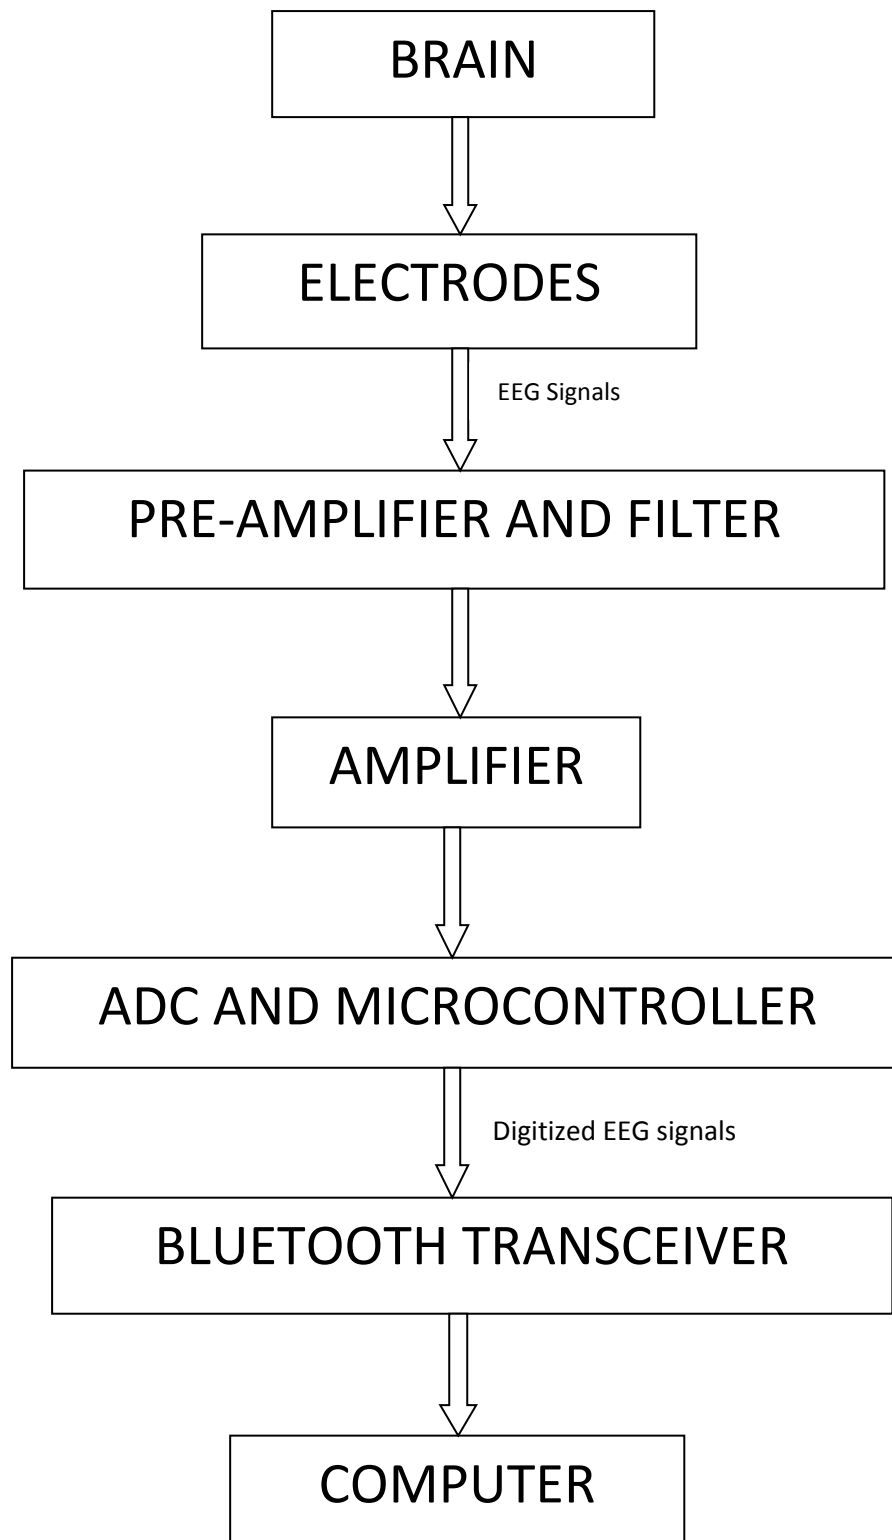 BRAIN
ELECTRODES
EEG Signals
PRE-AMPLIFIER AND FILTER
AMPLIFIER
ADC AND MICROCONTROLLER
Digitized EEG signals
BLUETOOTH TRANSCEIVER
COMPUTER